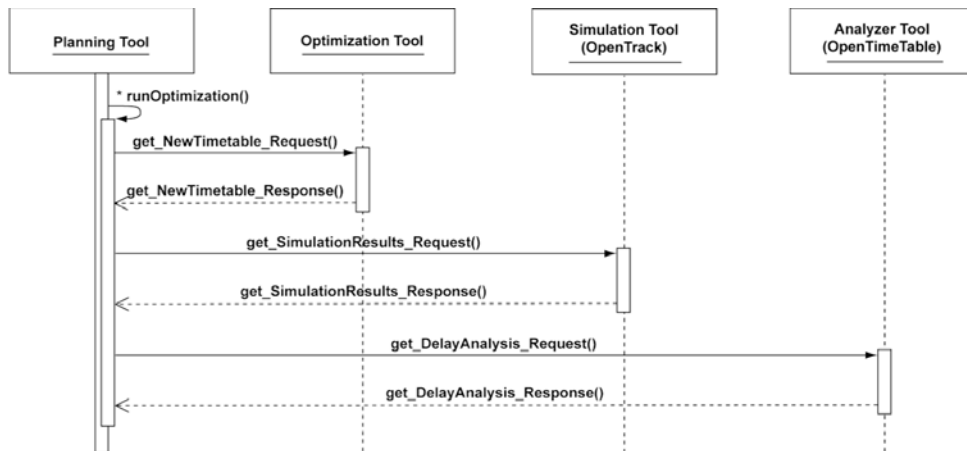 Planning Tool
Optimization Tool
Simulation Tool
(OpenTrack)
Analyzer Tool
(OpenTimeTable)
* runOptimization()
get_NewTimetable_Request()
get_NewTimetable_Response()
get_SimulationResults_Request()
get_SimulationResults_Response()
get_DelayAnalysis_Request()
get_DelayAnalysis_Response()